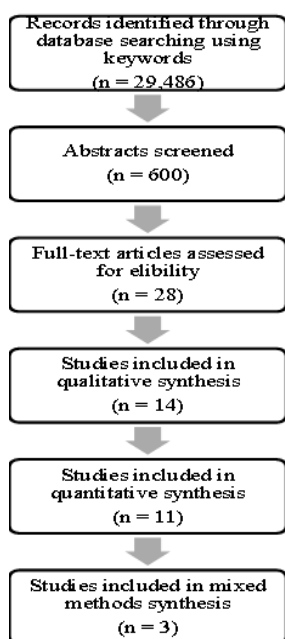 Records identified through
database searching using
keywords
(n = 29,486)
Abstracts screened
(n = 600)
Full-text articles assessed
for elibility
(n = 28)
Studies included in
qualitative synthesis
(n = 14)
Studies included in
quantitative synthesis
(n = 11)
Studies included in mixed
methods synthesis
(n = 3)